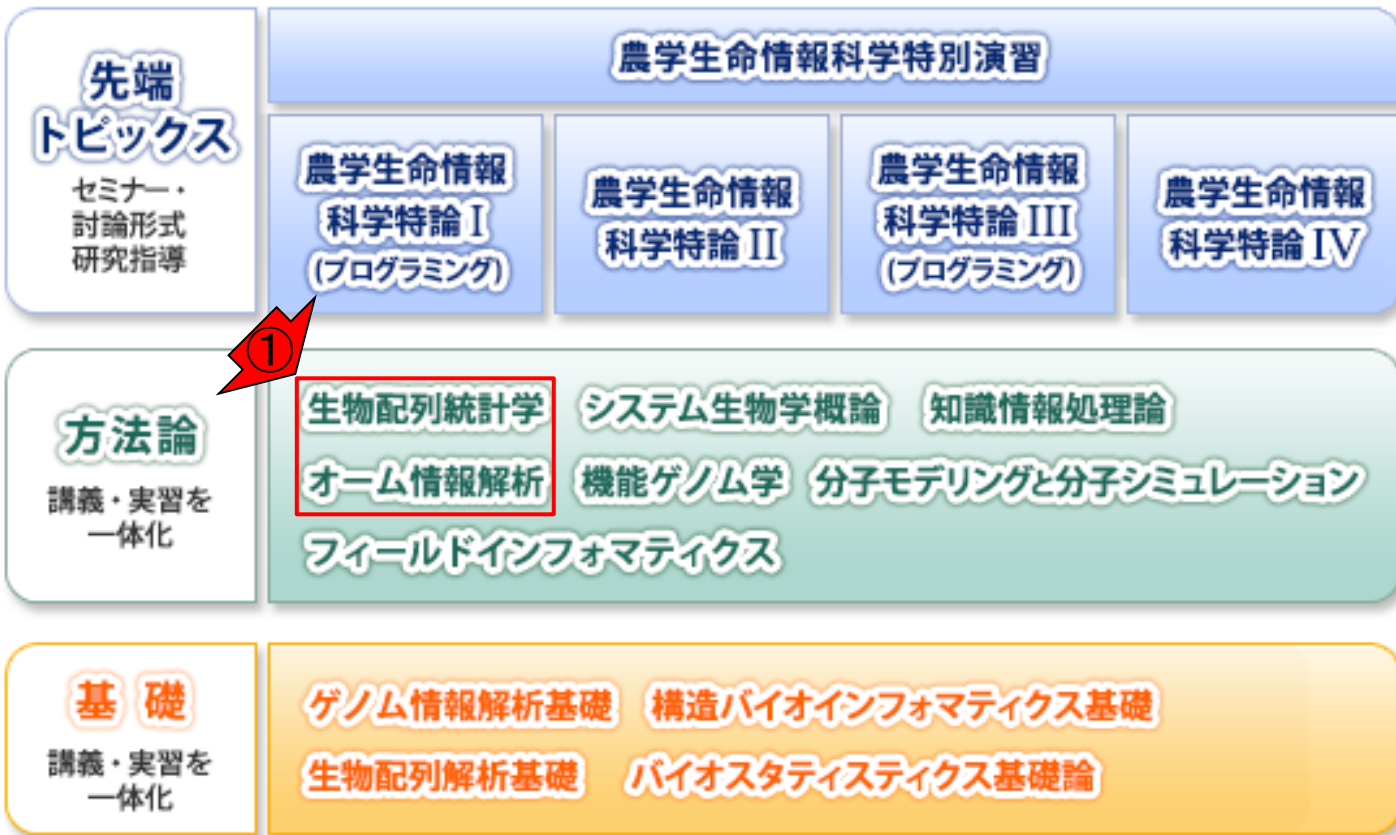 先端
トピックス
セミナー・
討論形式
研究指導
農学生命情報科学特別演習
農学生命情報
科学特論 I
(プログラミング)
農学生命情報
科学特論 II
農学生命情報
科学特論 III
(プログラミング)
農学生命情報
科学特論 IV
①
方法論
講義・実習を
一体化
生物配列統計学 システム生物学概論 知識情報処理論
オーム情報解析 機能ゲノム学 分子モデリングと分子シミュレーション
フィールドインフォマティクス
基 礎
講義・実習を
一体化
ゲノム情報解析基礎 構造バイオインフォマティクス基礎
生物配列解析基礎 バイオスタティスティクス基礎論